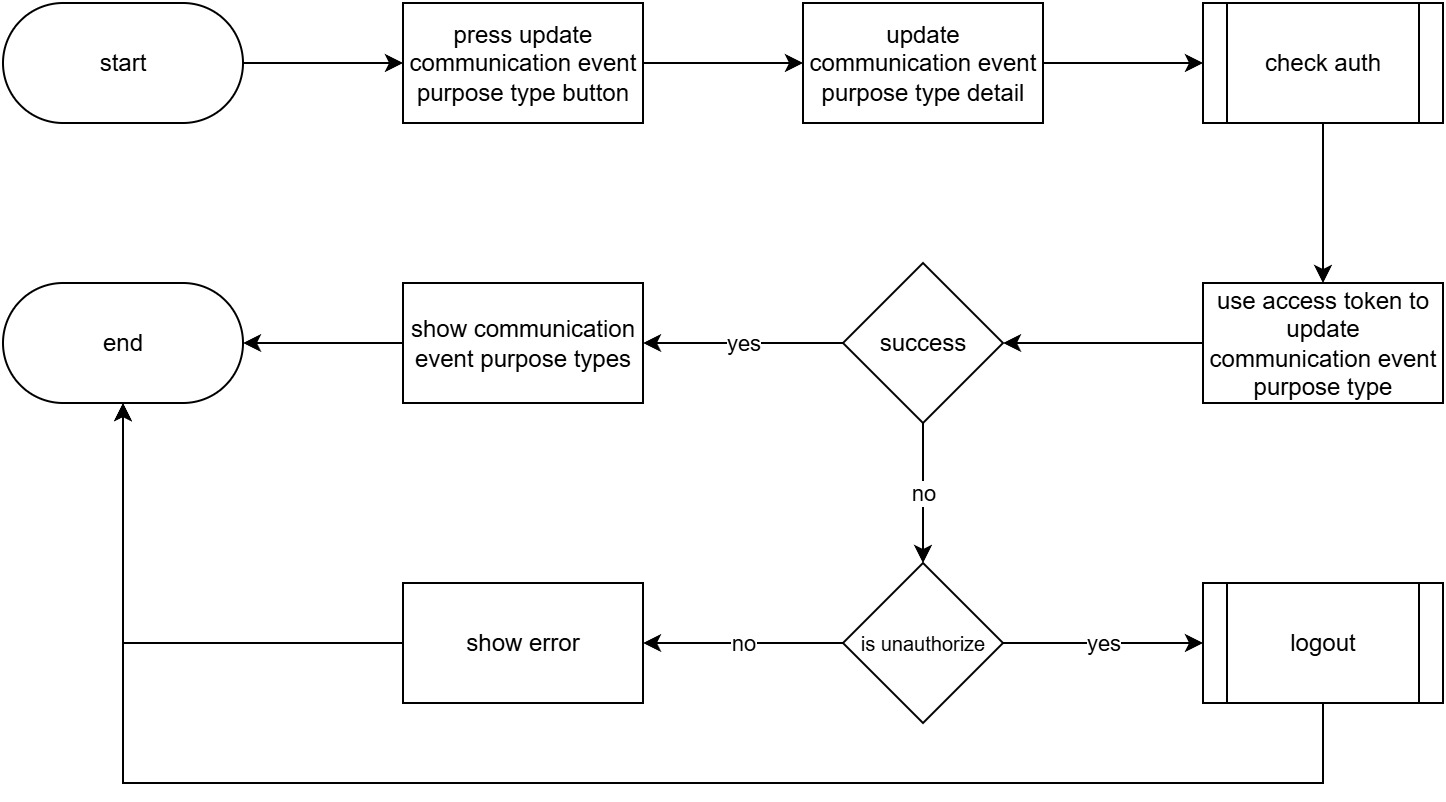 start
press update
communication event
purpose type button
update
communication event
purpose type detail
check auth
end
show communication
event purpose types
yes
success
use access token to
update
communication event
purpose type
no
show error
no
is unauthorize
yes
logout